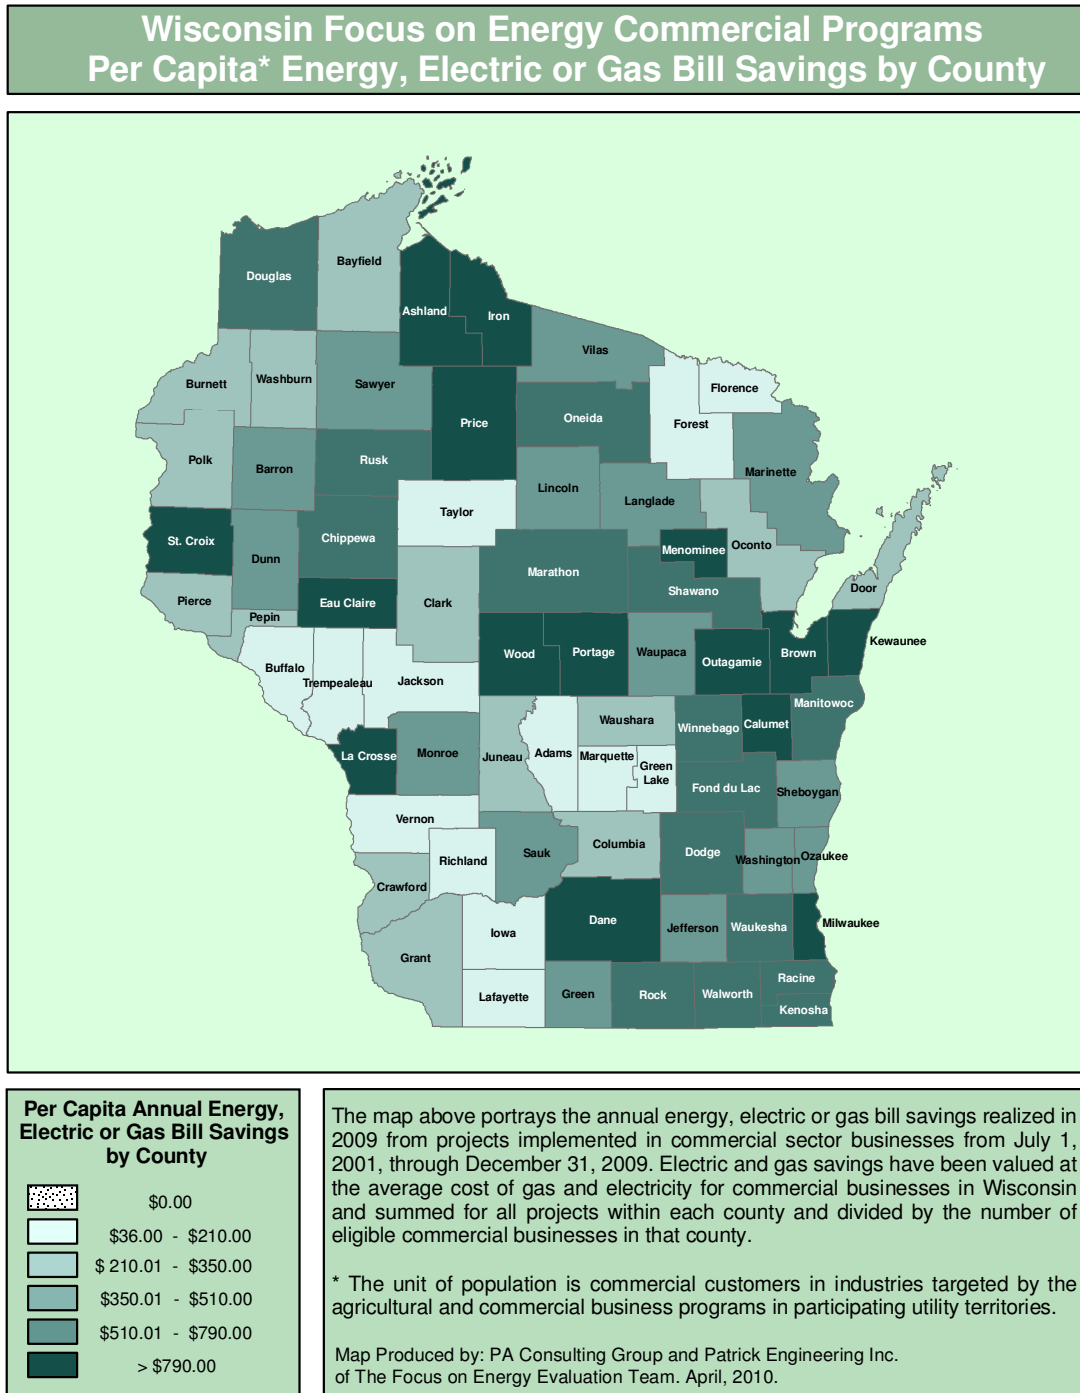 Wisconsin Focus on Energy Commercial Programs
Per Capita* Energy, Electric or Gas Bill Savings by County
Bayfield
Douglas
Ashland
Iron
Vilas
Burnett
Washburn
Sawyer
Florence
Price
Oneida
Forest
Polk
Barron
Rusk
Marinette
Lincoln
Langlade
Taylor
St. Croix
Chippewa
Dunn
Menominee
Oconto
Marathon
Shawano
Door
Pierce
Eau Claire
Clark
Pepin
Kewaunee
Wood
Portage
Waupaca
Outagamie
Brown
Buffalo
Trempealeau
Jackson
Manitowoc
Waushara
Winnebago
Calumet
La Crosse
Monroe
Juneau
Adams
Marquette
Green
Lake
Fond du Lac
Sheboygan
Vernon
Columbia
Richland
Sauk
Dodge
Washington
Ozaukee
Crawford
Dane
Jefferson
Waukesha
Milwaukee
Iowa
Grant
Lafayette
Green
Rock
Walworth
Racine
Kenosha
Per Capita Annual Energy,
Electric or Gas Bill Savings
by County
$0.00
$36.00 - $210.00
$ 210.01 - $350.00
$350.01 - $510.00
$510.01 - $790.00
> $790.00
The map above portrays the annual energy, electric or gas bill savings realized in
2009 from projects implemented in commercial sector businesses from July 1,
2001, through December 31, 2009. Electric and gas savings have been valued at
the average cost of gas and electricity for commercial businesses in Wisconsin
and summed for all projects within each county and divided by the number of
eligible commercial businesses in that county.
* The unit of population is commercial customers in industries targeted by the
agricultural and commercial business programs in participating utility territories.
Map Produced by: PA Consulting Group and Patrick Engineering Inc.
of The Focus on Energy Evaluation Team. April, 2010.